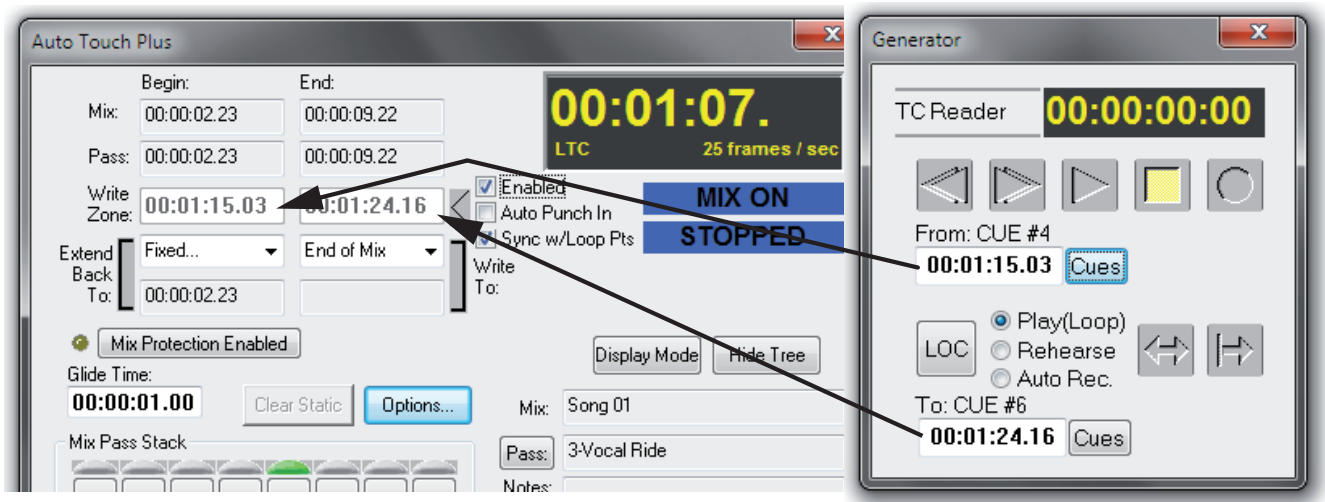 Auto Touch Plus
Begin: End:
Mix: 00:00:02.23 00:00:09.22
Pass: 00:00:02.23 00:00:09.22
Write Zone: 00:01:15.03 00:01:24.16
Extend Back To: Fixed... End of Mix
00:00:02.23
Write To:
00:01:07.
LTC 25 frames / sec
Enabled
Auto Punch In
Sync w/Loop Pts
MIX ON
STOPPED
Mix Protection Enabled
Display Mode Hide Tree
Glide Time:
00:00:01.00 Clear Static Options...
Mix: Song 01
Mix Pass Stack
Pass: 3-Vocal Ride
Notes:
Generator
TC Reader 00:00:00:00
From: CUE #4
00:01:15.03 Cues
LOC
Play(Loop)
Rehearse
Auto Rec.
To: CUE #6
00:01:24.16 Cues